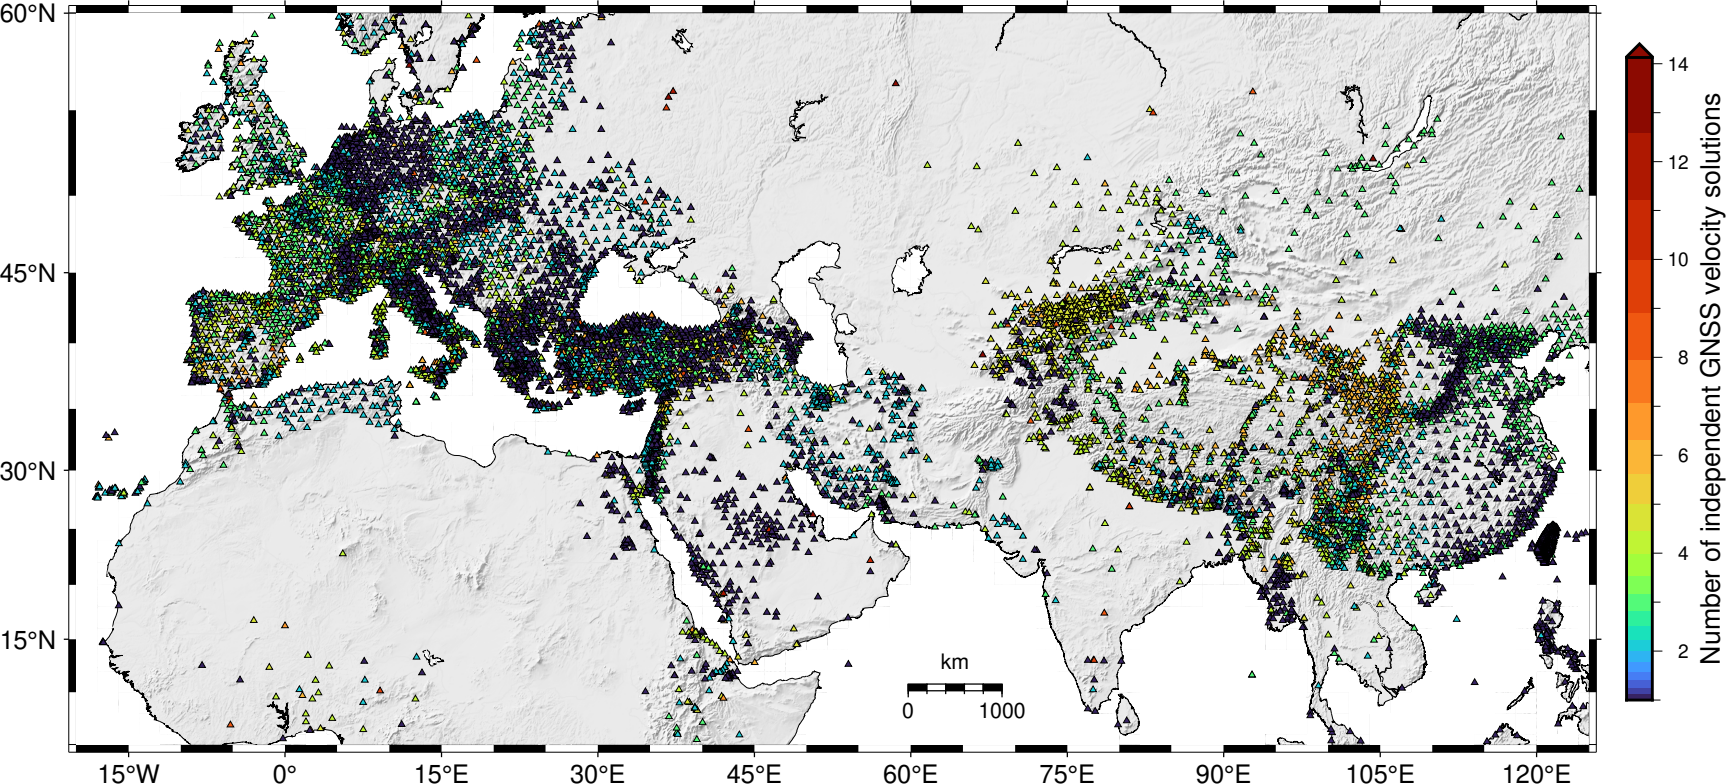 60°N
45°N
30°N
15°N
15°W 0° 15°E 30°E 45°E 60°E 75°E 90°E 105°E 120°E
km
0 1000
14
12
10
8
6
4
2
Number of independent GNSS velocity solutions